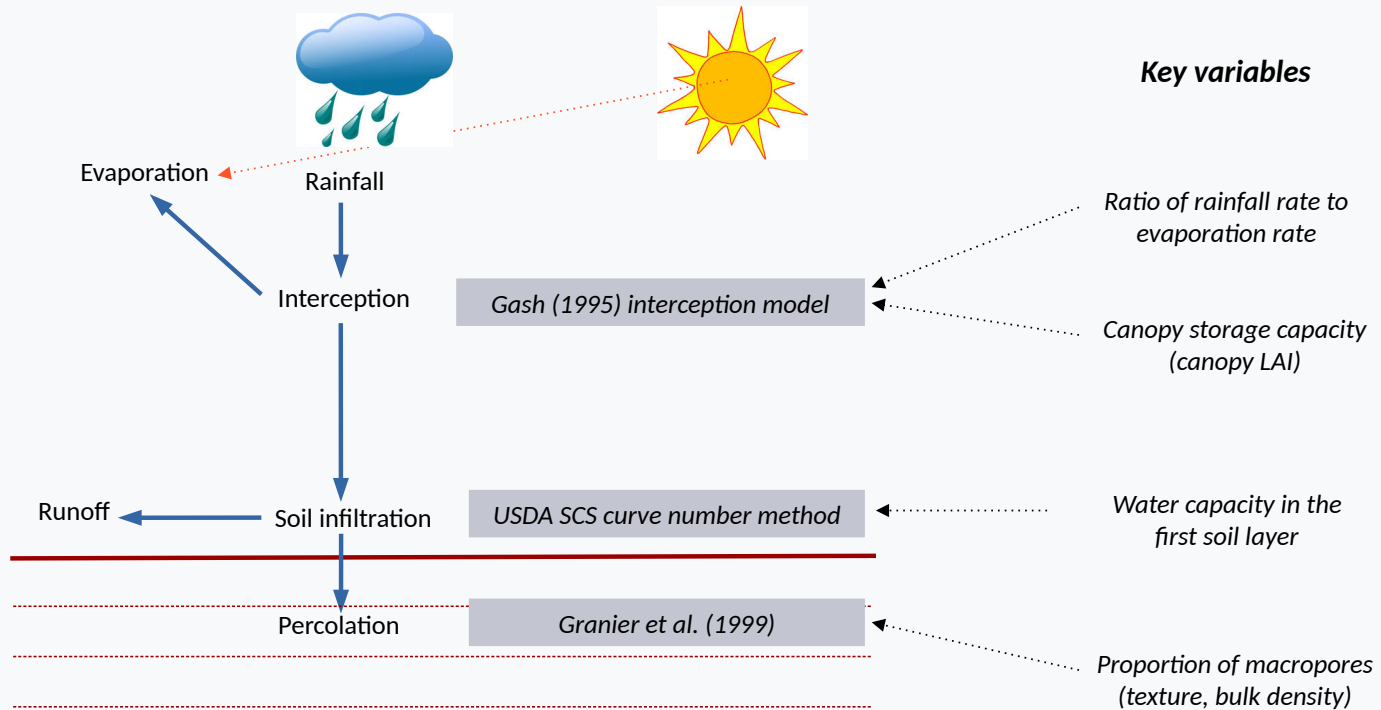 Key variables
Evaporation
Rainfall
Ratio of rainfall rate to
evaporation rate
Interception
Gash (1995) interception model
Canopy storage capacity
(canopy LAI)
Runoff
Soil infiltration
USDA SCS curve number method
Water capacity in the
first soil layer
Percolation
Granier et al. (1999)
Proportion of macropores
(texture, bulk density)